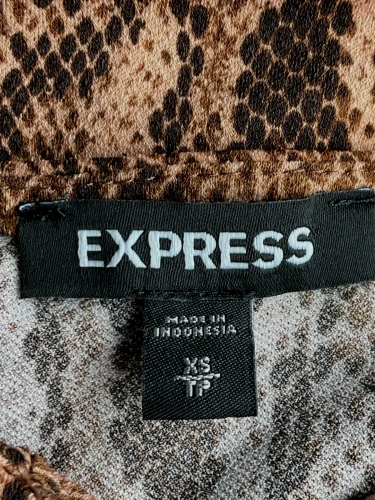 EXPRESS
MADE IN
INDONESIA
XS
TP